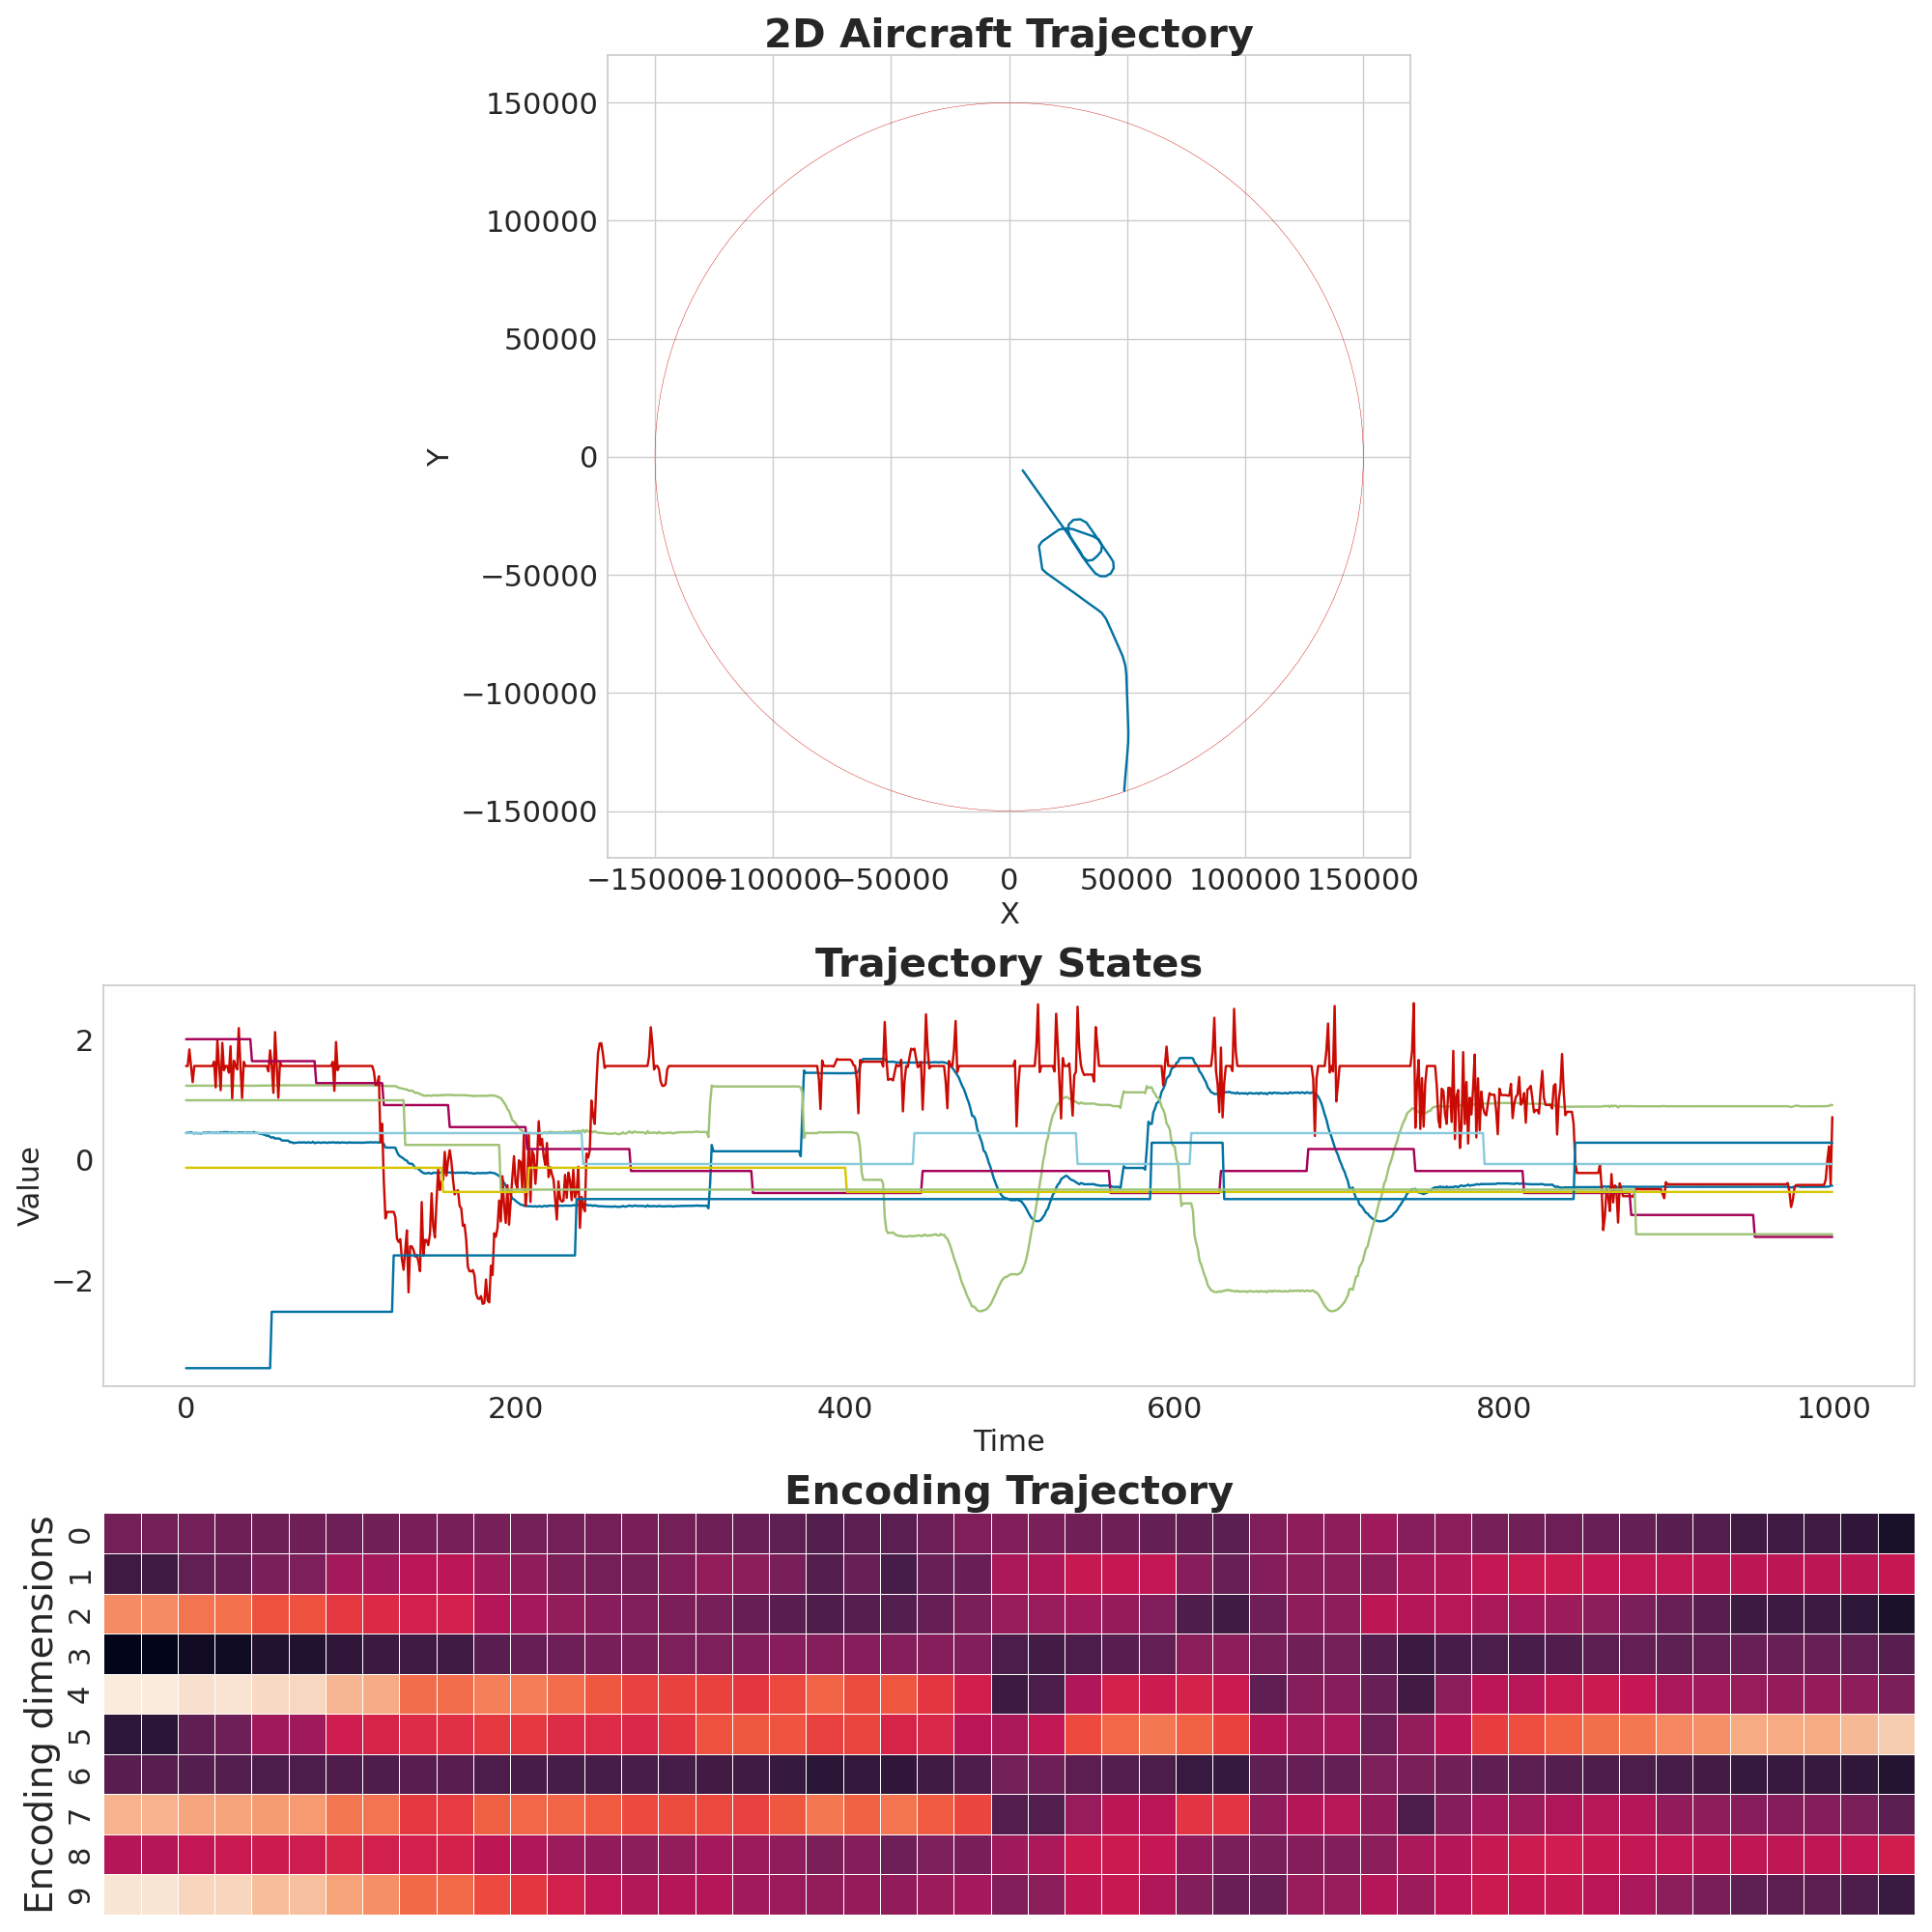 2D Aircraft Trajectory
150000
100000
50000
0
−50000
−100000
−150000
Y
−150000 −100000 −50000 0 50000 100000 150000
X
Trajectory States
2
0
−2
Value
0 200 400 600 800 1000
Time
Encoding Trajectory
0
1
2
3
4
5
6
7
8
9
Encoding dimensions